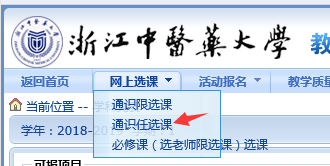 浙江中醫藥大學 教
返回首页 网上选课 活动报名 教学质
当前位置 --
通识限选课
学年：2018-2
通识任选课
必修课（选老师限选课）选课
可报项目